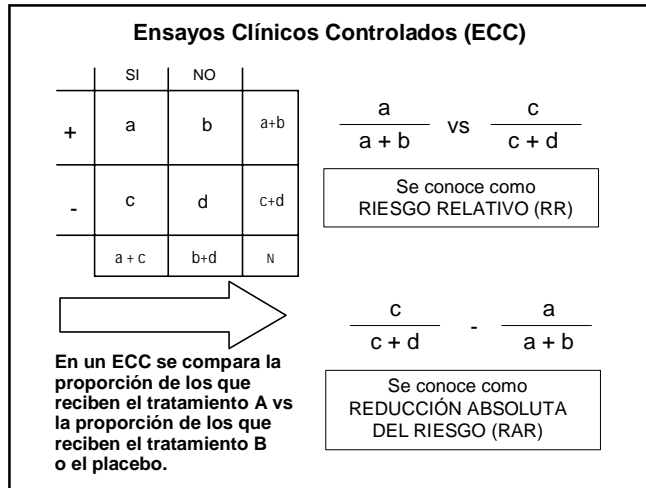 Ensayos Clínicos Controlados (ECC)
SI NO
+ a b a+b
- c d c+d
a + c b+d N
a vs c
a + b c + d
Se conoce como
RIESGO RELATIVO (RR)
c - a
c + d a + b
Se conoce como
REDUCCIÓN ABSOLUTA
DEL RIESGO (RAR)
En un ECC se compara la
proporción de los que
reciben el tratamiento A vs
la proporción de los que
reciben el tratamiento B
o el placebo.